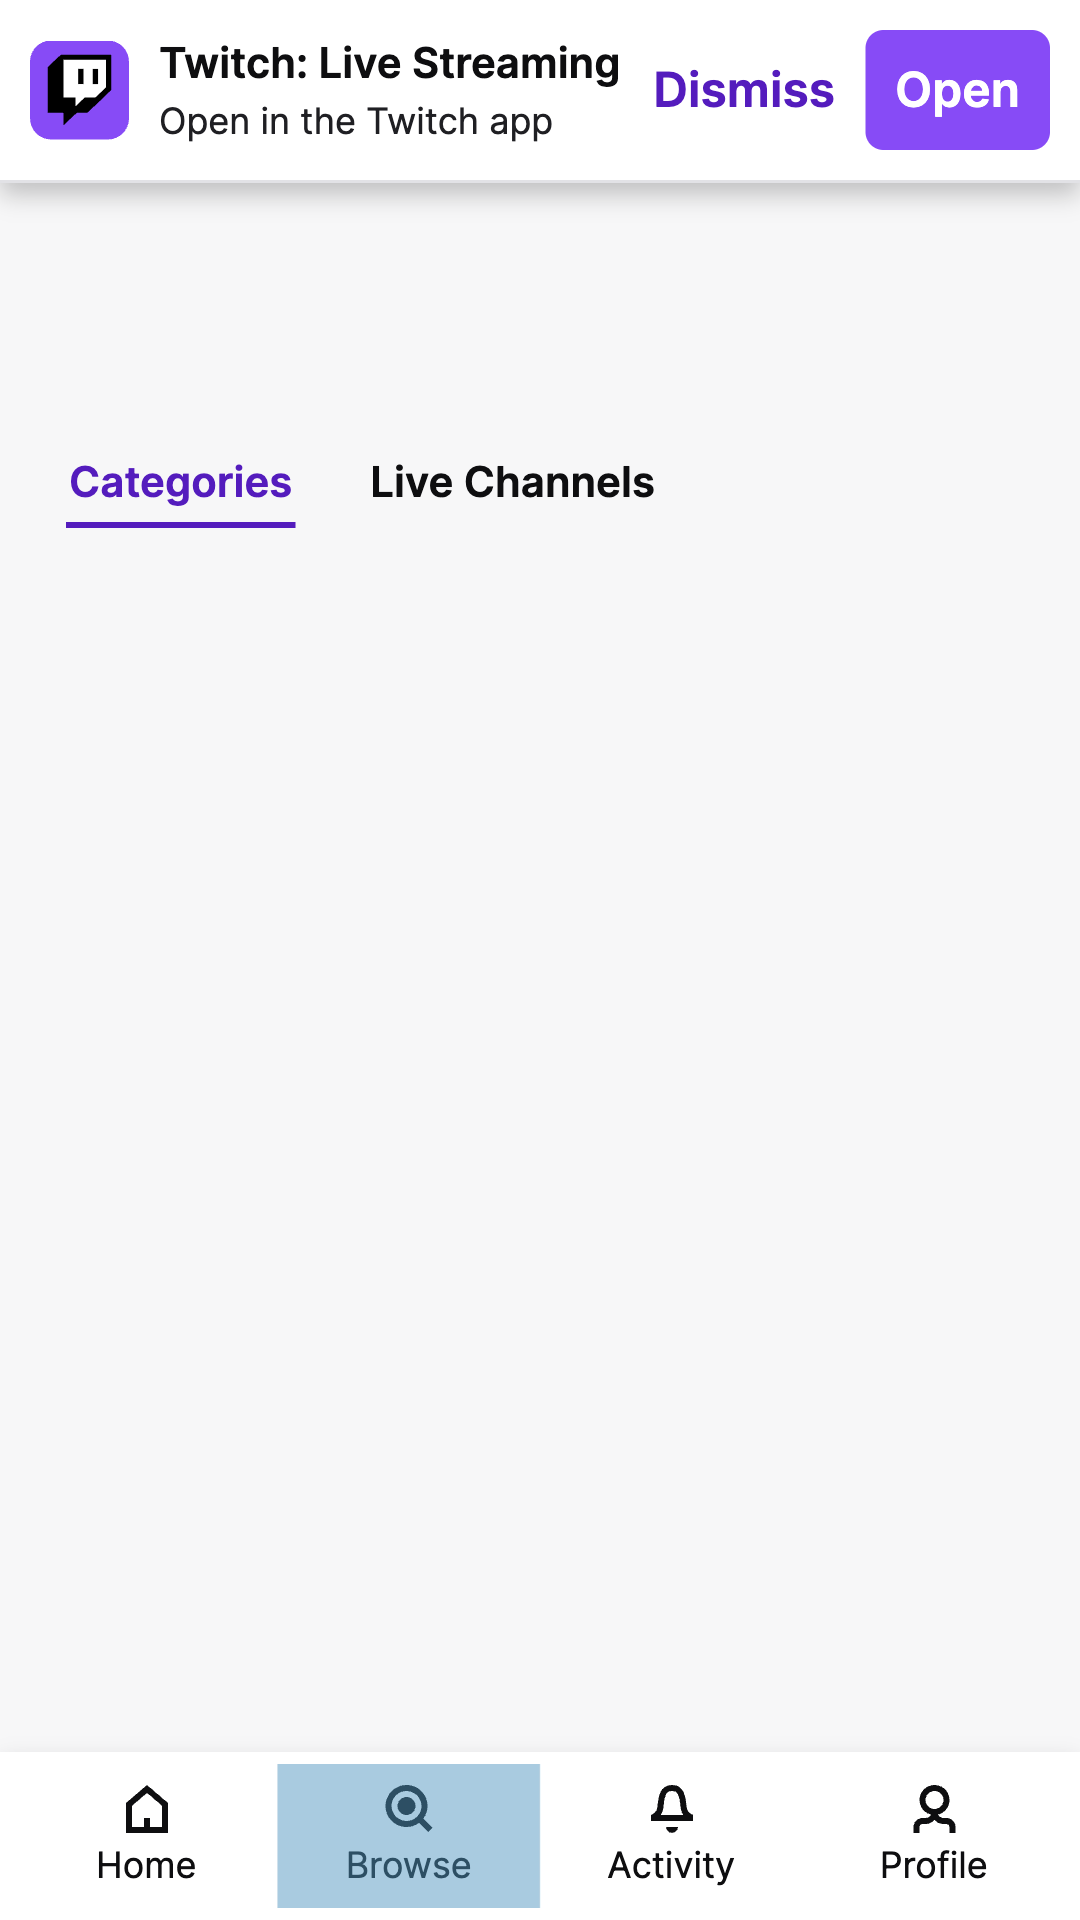 Twitch: Live Streaming
Open in the Twitch app
Dismiss
Open
Categories
Live Channels
Home
Browse
Activity
Profile